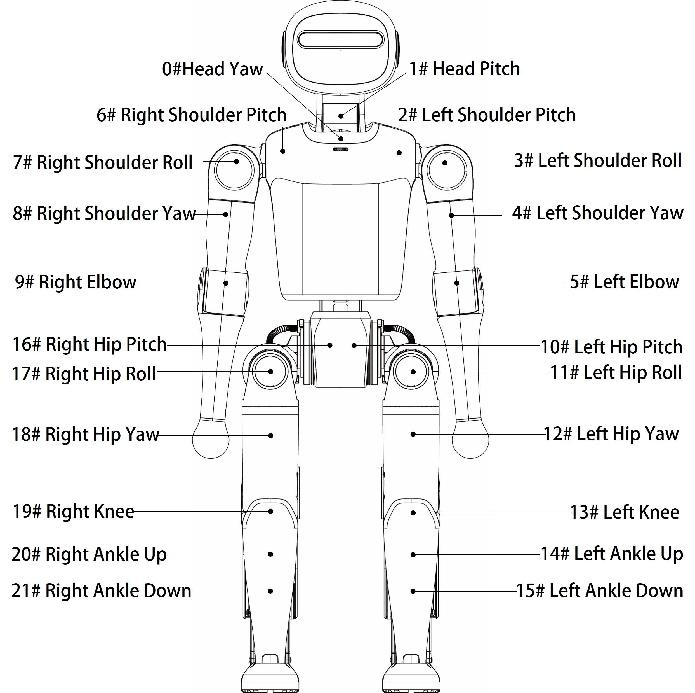 0#Head Yaw
1# Head Pitch
6# Right Shoulder Pitch
2# Left Shoulder Pitch
7# Right Shoulder Roll
3# Left Shoulder Roll
8# Right Shoulder Yaw
4# Left Shoulder Yaw
9# Right Elbow
5# Left Elbow
16# Right Hip Pitch
10# Left Hip Pitch
17# Right Hip Roll
11# Left Hip Roll
18# Right Hip Yaw
12# Left Hip Yaw
19# Right Knee
13# Left Knee
20# Right Ankle Up
14# Left Ankle Up
21# Right Ankle Down
15# Left Ankle Down